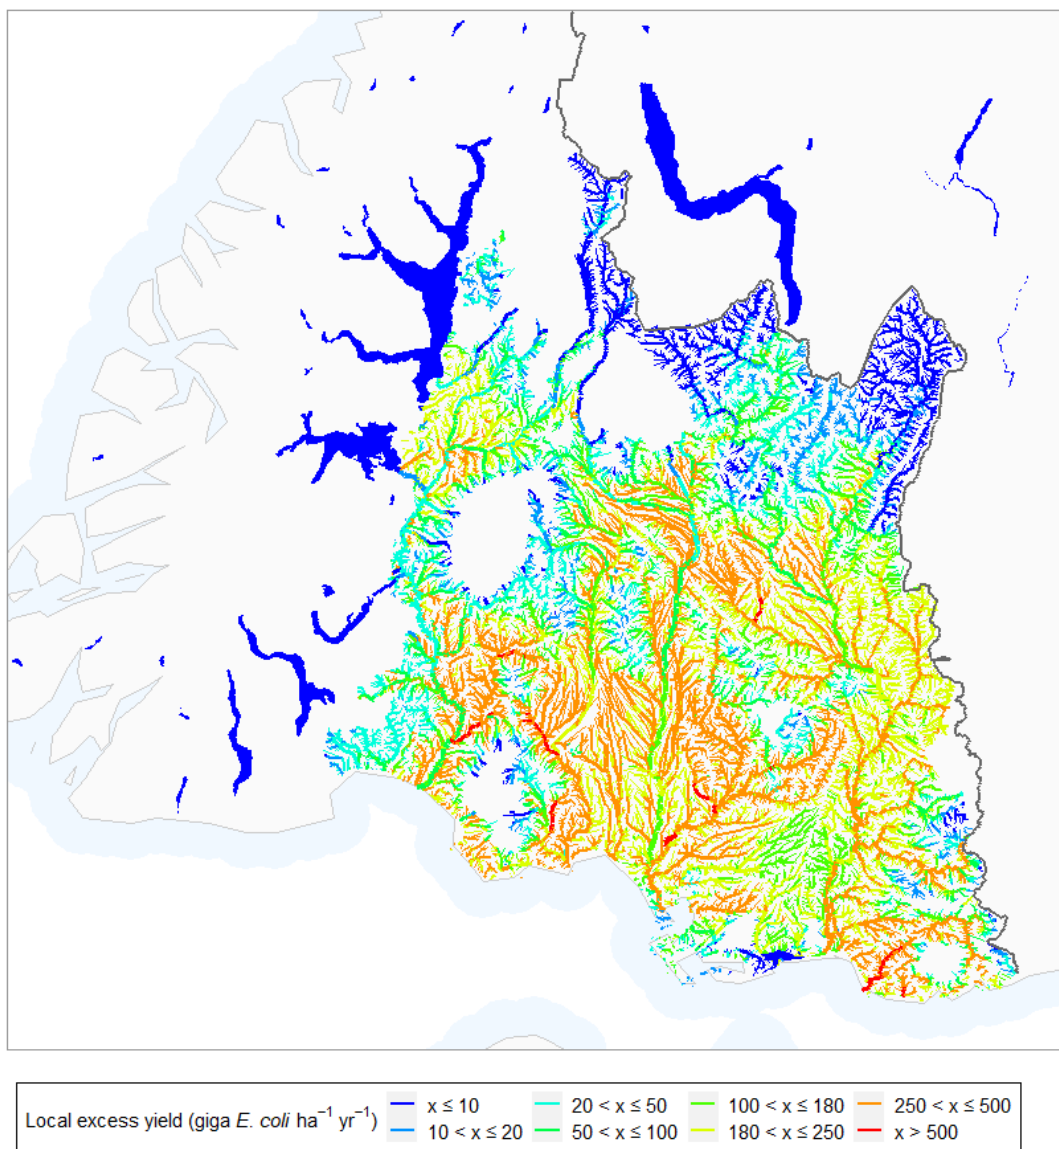 Local excess yield (giga E. coli ha⁻¹ yr⁻¹)
x ≤ 10 20 < x ≤ 50 100 < x ≤ 180 250 < x ≤ 500
10 < x ≤ 20 50 < x ≤ 100 180 < x ≤ 250 x > 500